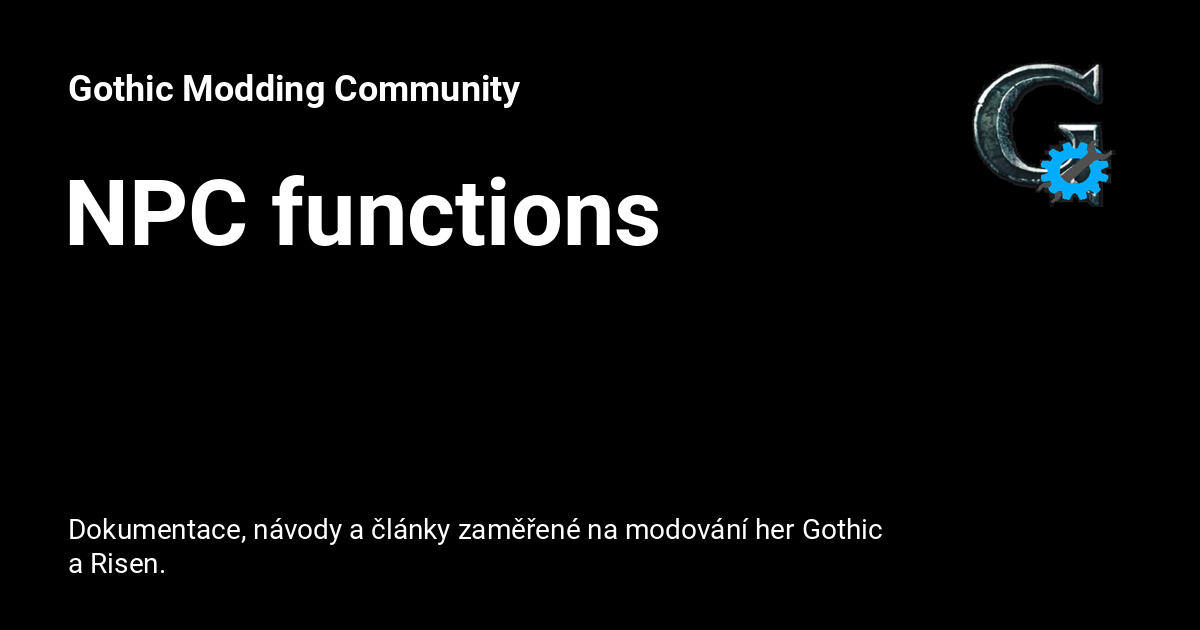 Gothic Modding Community
NPC functions
Dokumentace, návody a články zaměřené na modování her Gothic
a Risen.